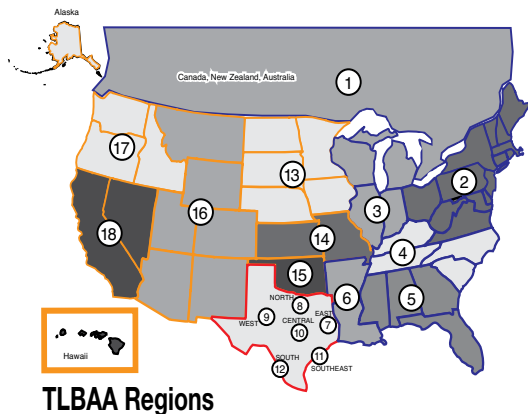 Alaska
Canada, New Zealand, Australia
1
17
13
2
16
3
18
14
4
15
NORTH
8
6
5
WEST
9
CENTRAL
10
EAST
7
SOUTH
12
11
SOUTHEAST
Hawaii
TLBAA Regions